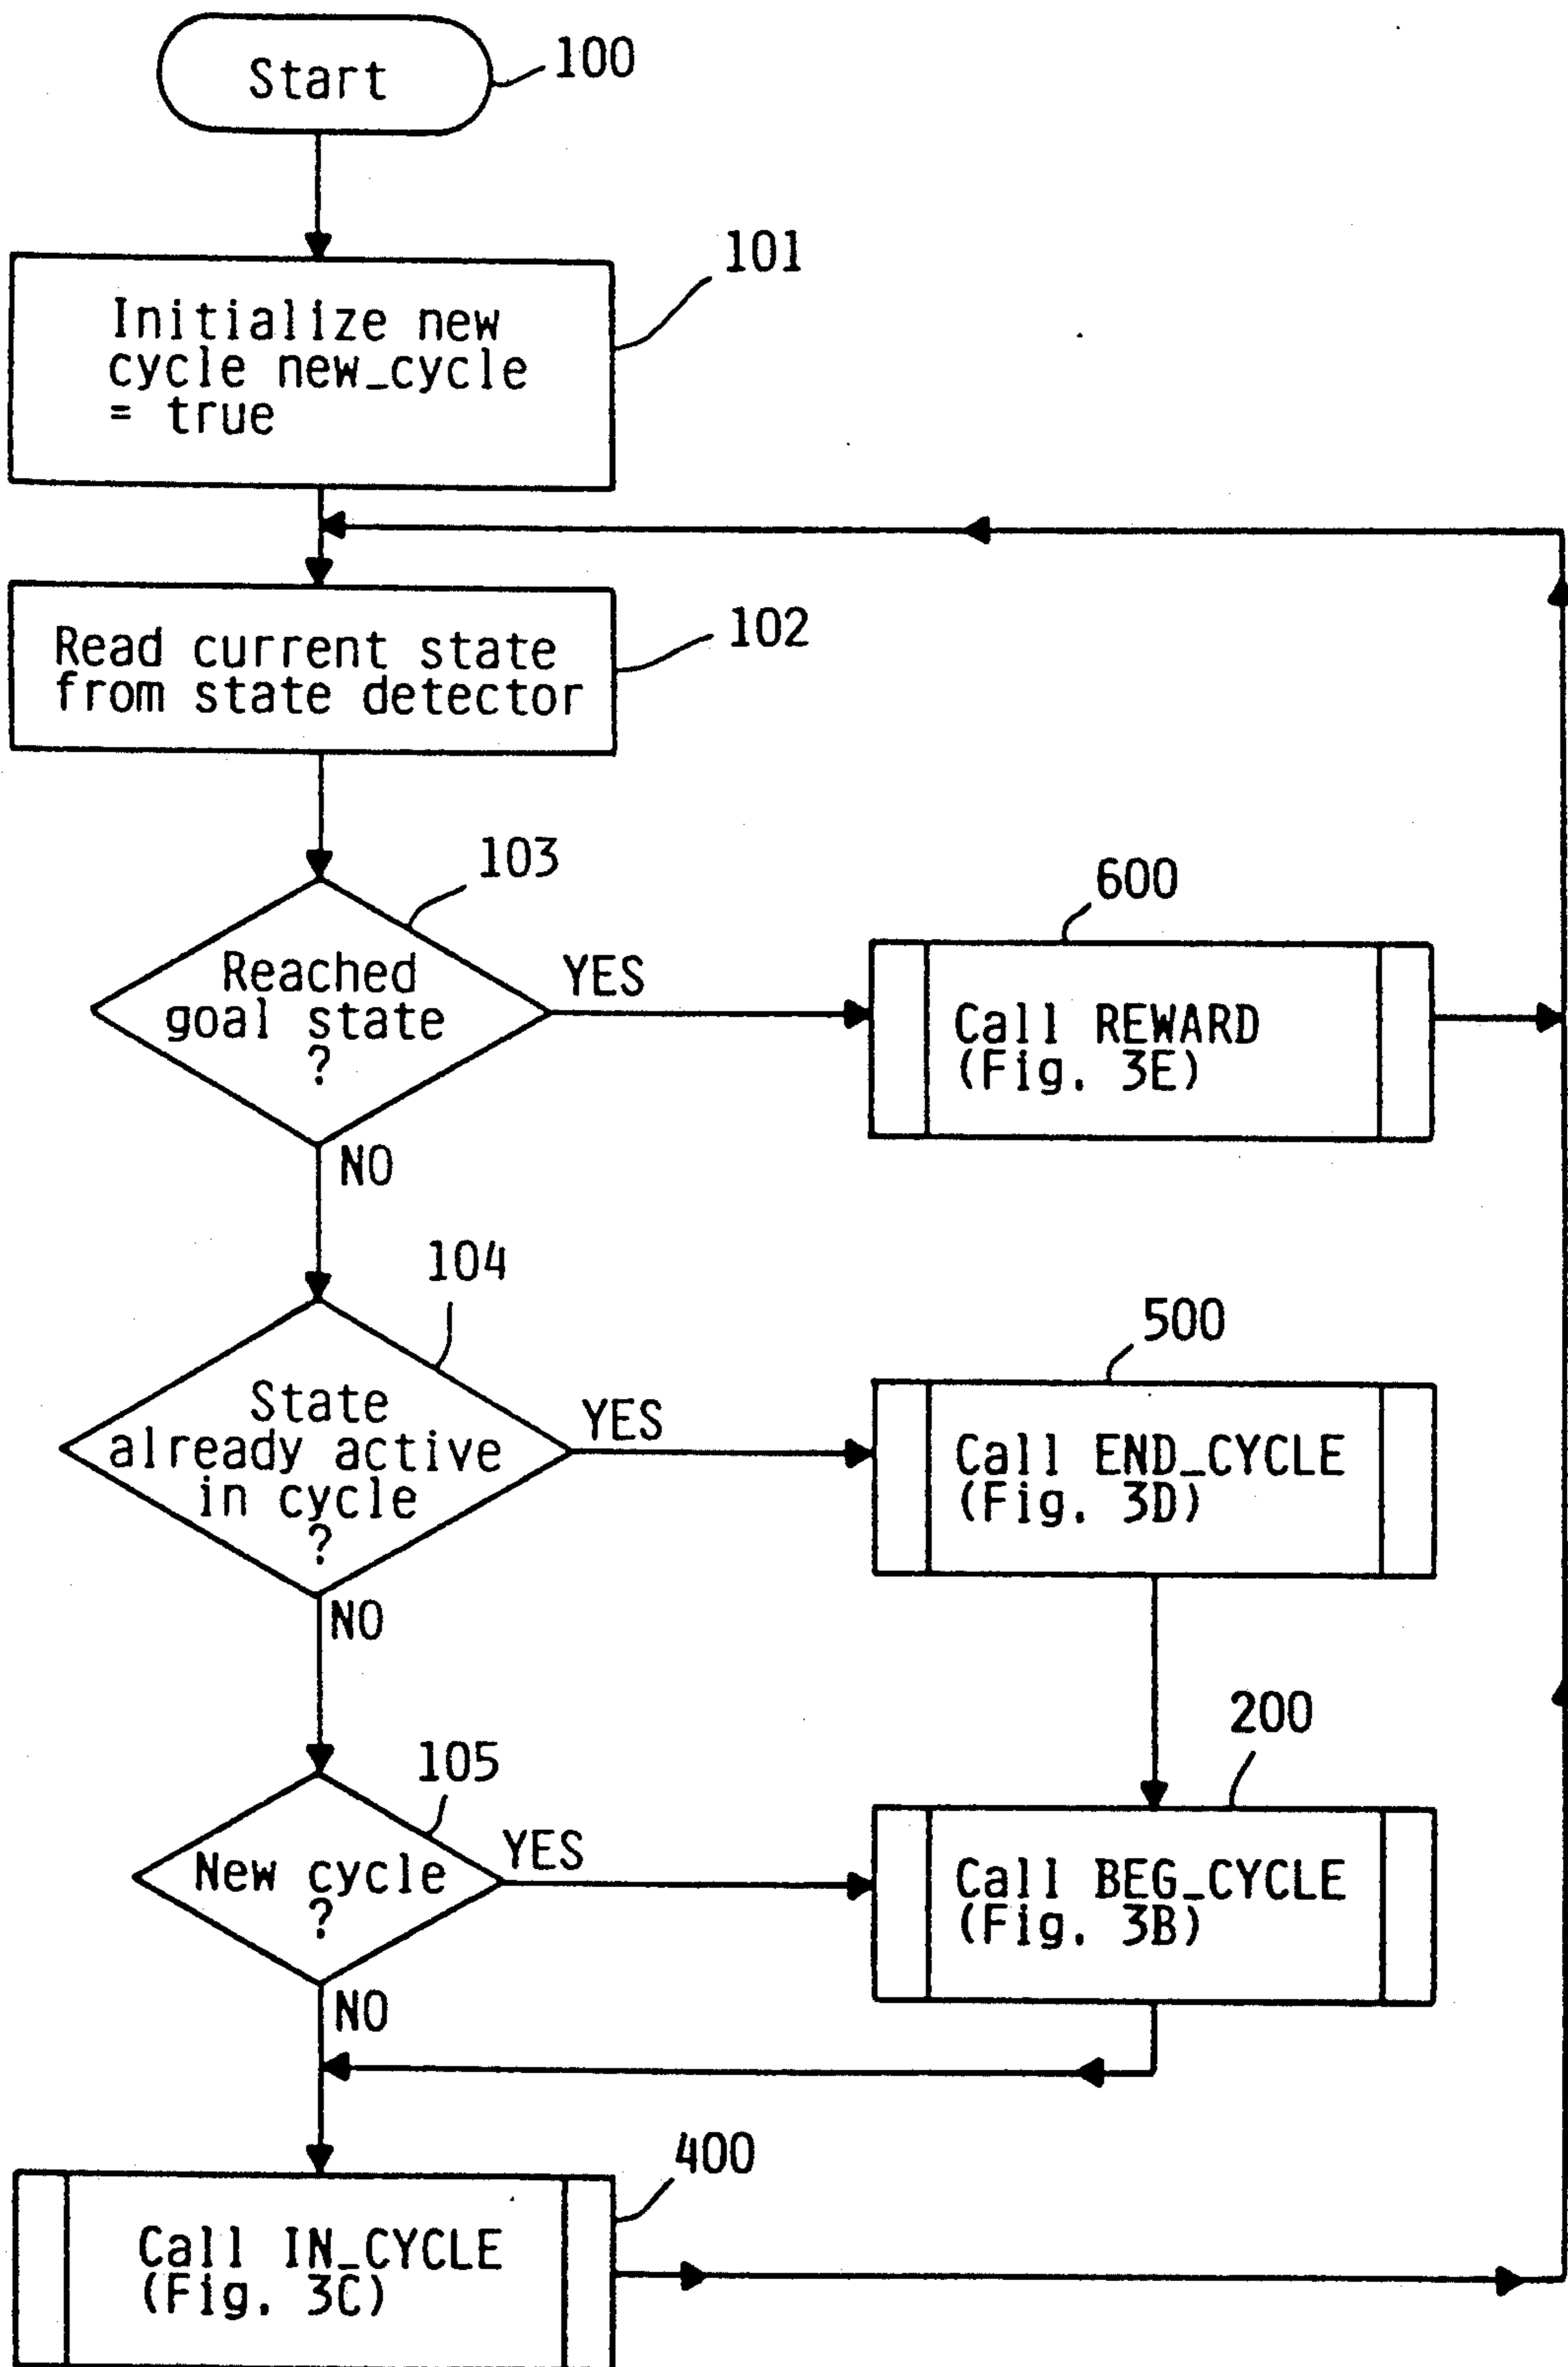 Start
100
101
Initialize new
cycle new_cycle
= true
102
Read current state
from state detector
103
Reached
goal state
?
YES
NO
600
Call REWARD
(Fig. 3E)
104
State
already active
in cycle
?
YES
NO
500
Call END_CYCLE
(Fig. 3D)
105
New cycle
?
YES
NO
200
Call BEG_CYCLE
(Fig. 3B)
400
Call IN_CYCLE
(Fig. 3C)